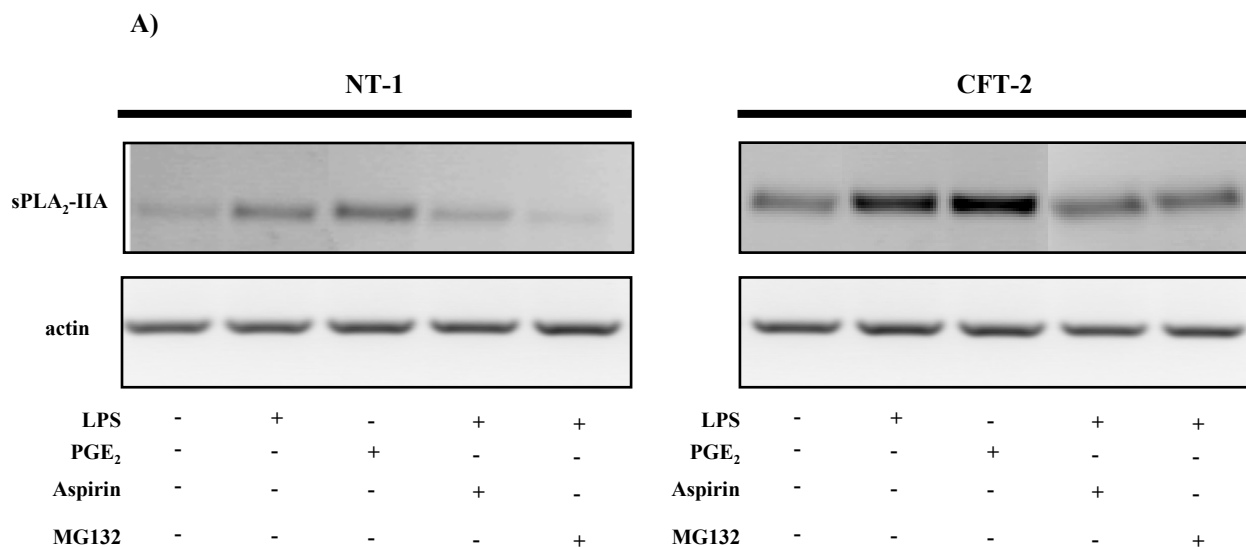 A)
NT-1 CFT-2
sPLA₂-IIA
actin
LPS - + - + + LPS - + - + +
PGE₂ - - + - - PGE₂ - - + - -
Aspirin - - - + - Aspirin - - - + -
MG132 - - - - + MG132 - - - - +